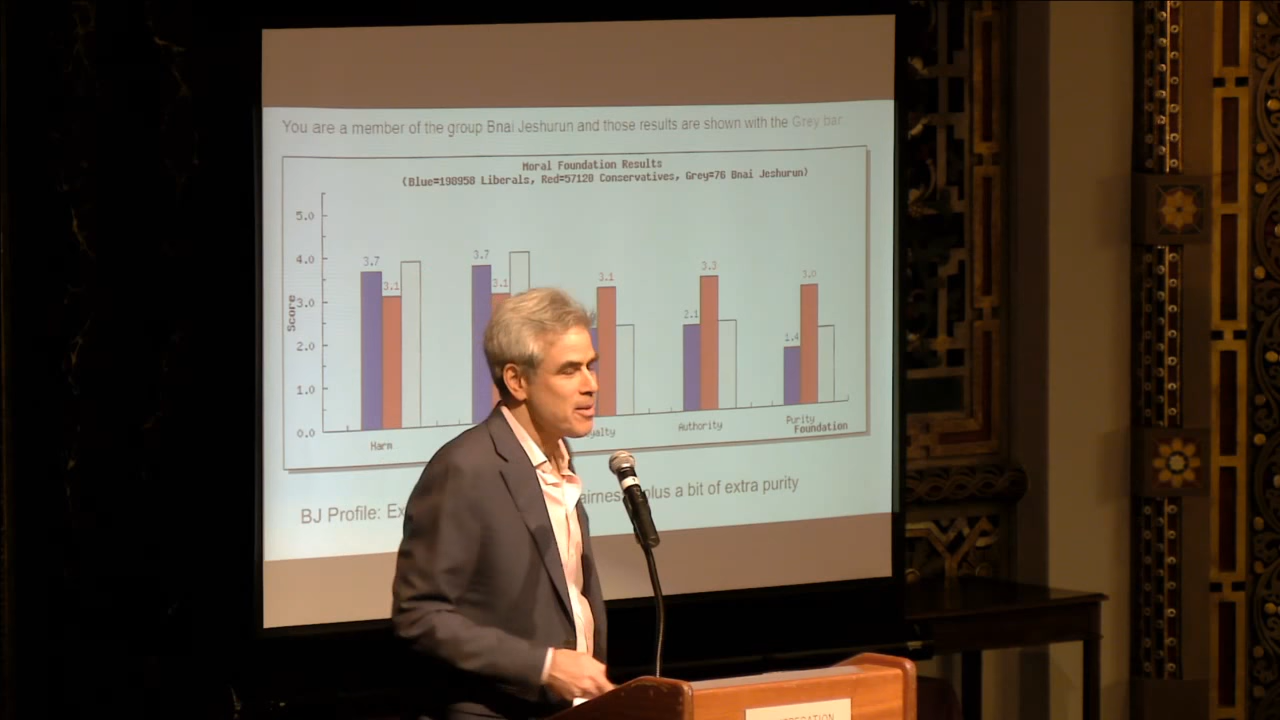 You are a member of the group Bnai Jeshurun and those results are shown with the Grey bar
Moral Foundation Results
(Blue=198958 Liberals, Red=57120 Conservatives, Grey=76 Bnai Jeshurun)
5.0
4.0
3.0
2.0
1.0
0.0
Score
3.7
3.1
3.7
3.1
3.1
2.1
3.3
1.4
3.0
Harm
yalty
Authority
Purity
Foundation
BJ Profile: Ex
airness plus a bit of extra purity